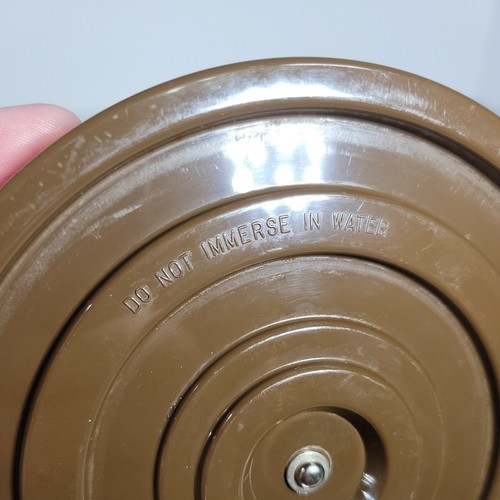 DO NOT IMMERSE IN WATER